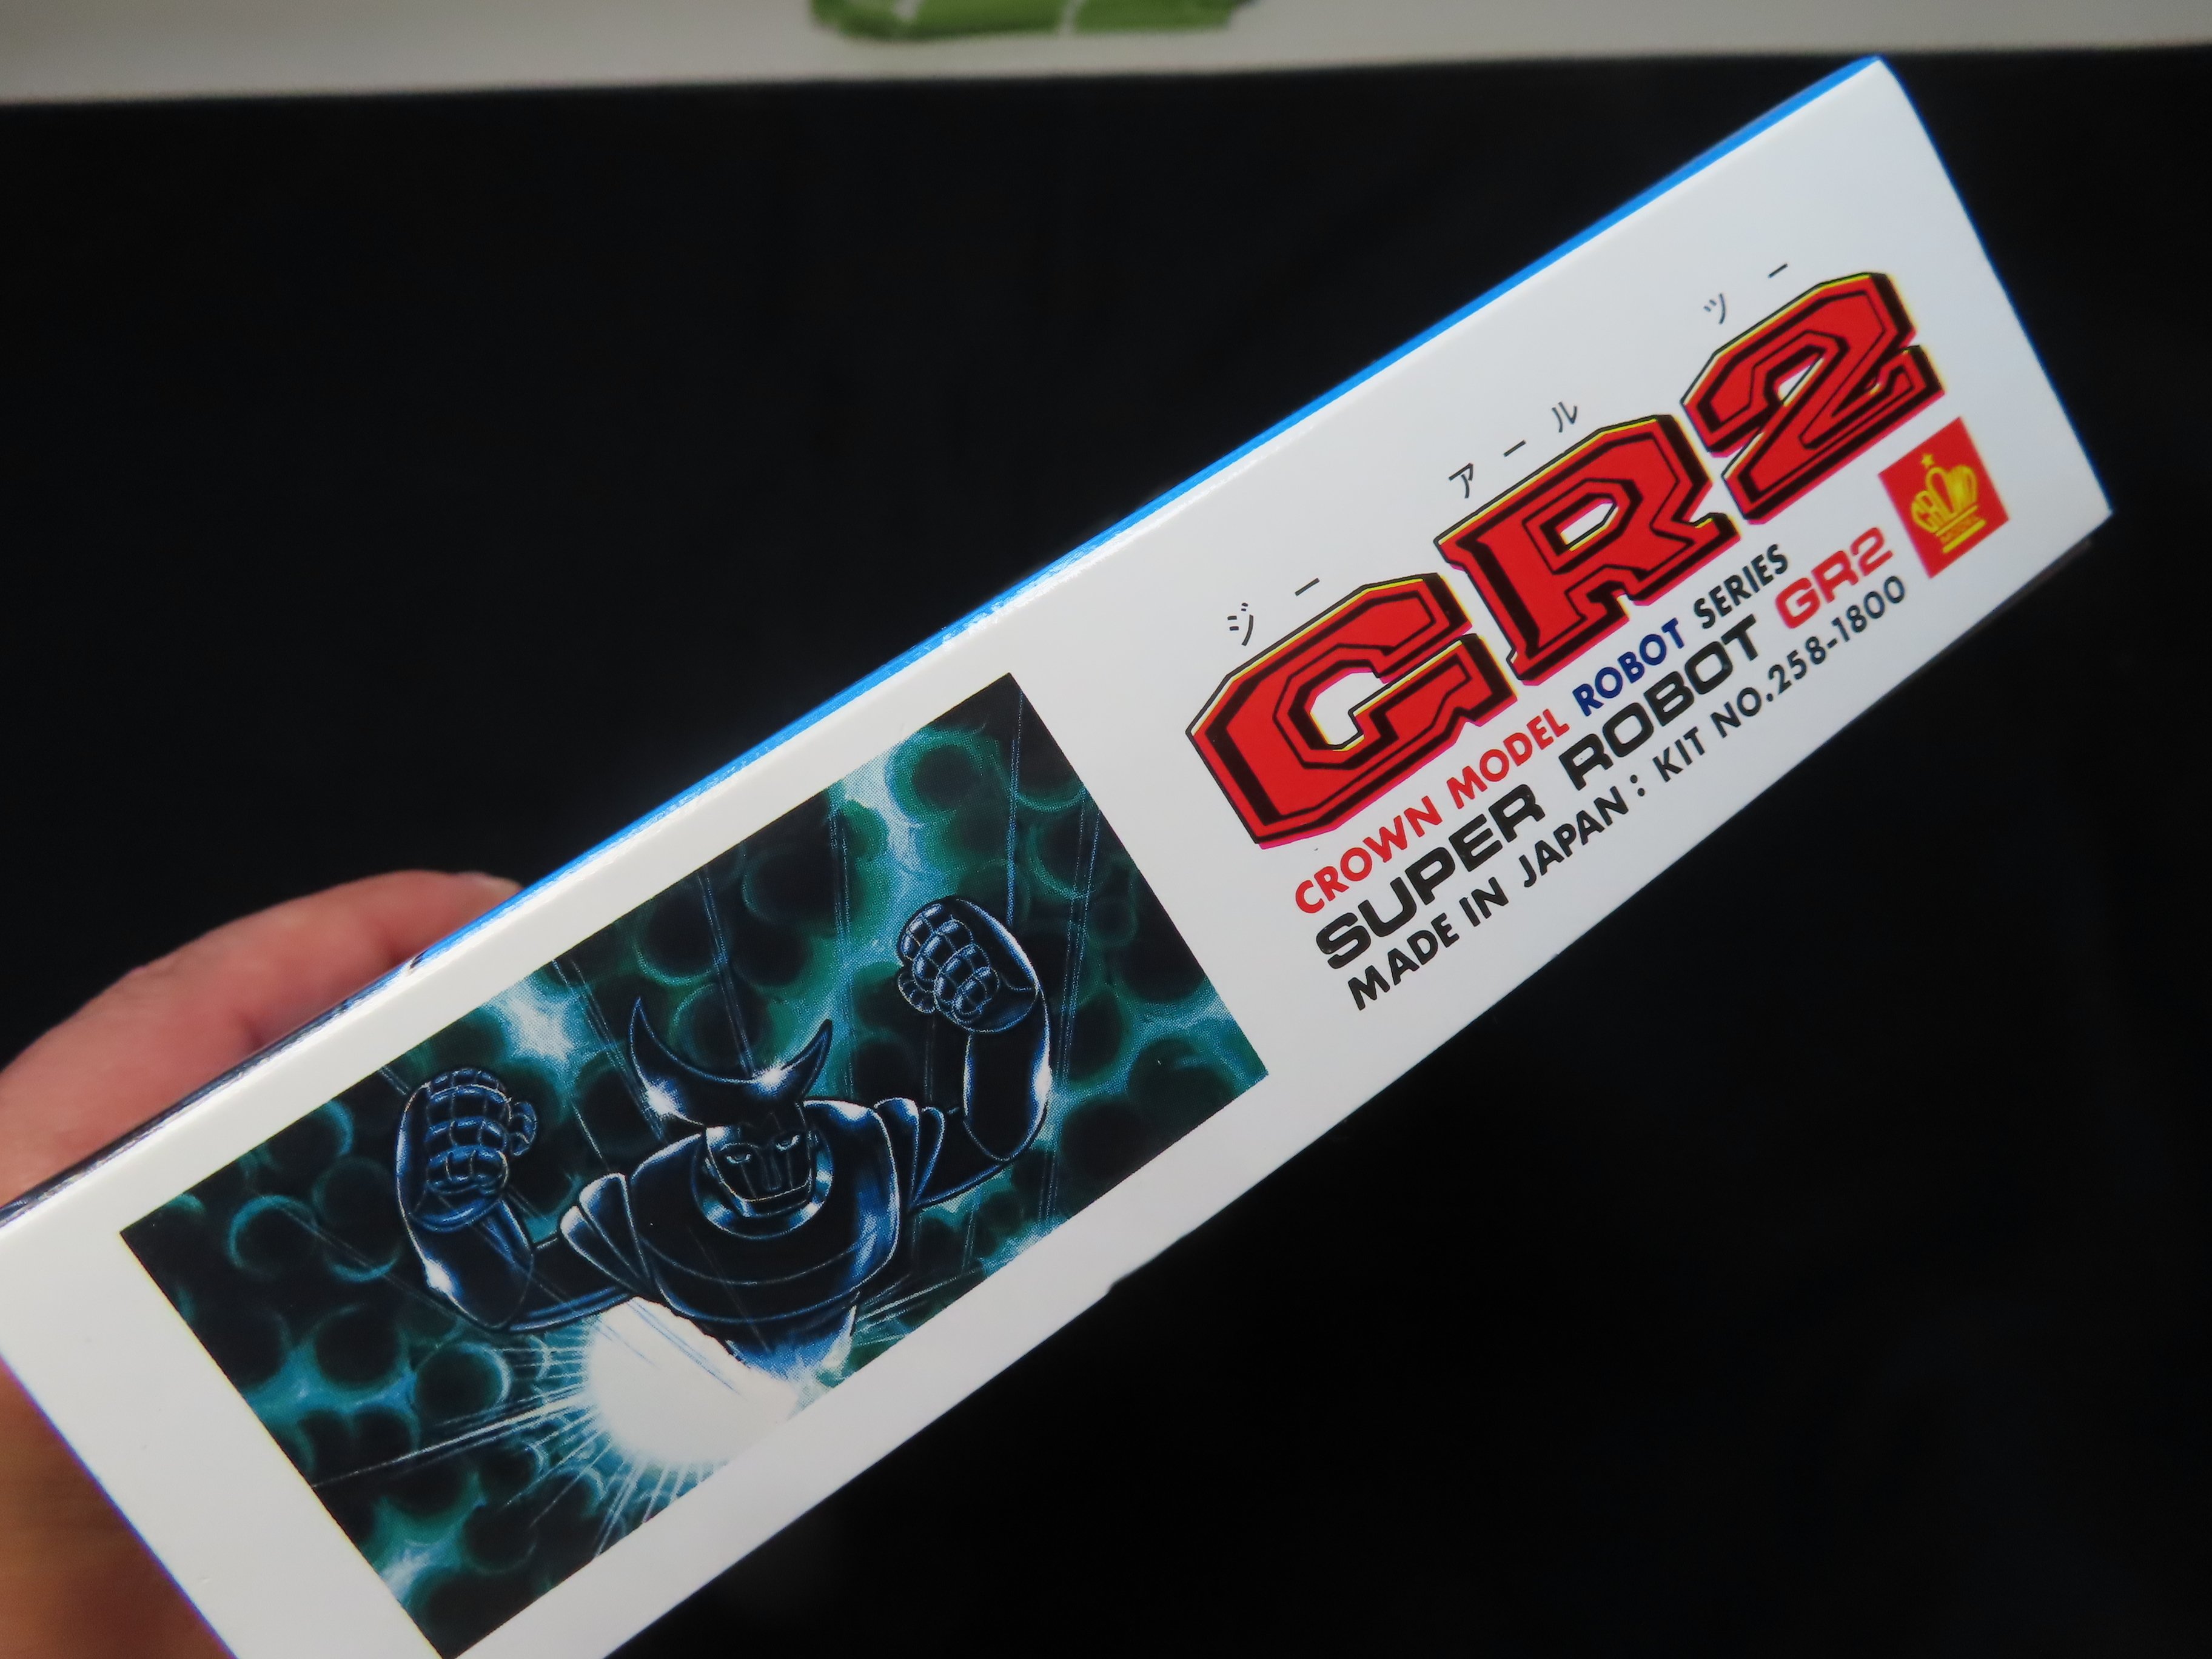 ジー アール ツー
GR2
CROWN MODEL ROBOT SERIES
SUPER ROBOT GR2
MADE IN JAPAN: KIT NO.258-1800
CROWN